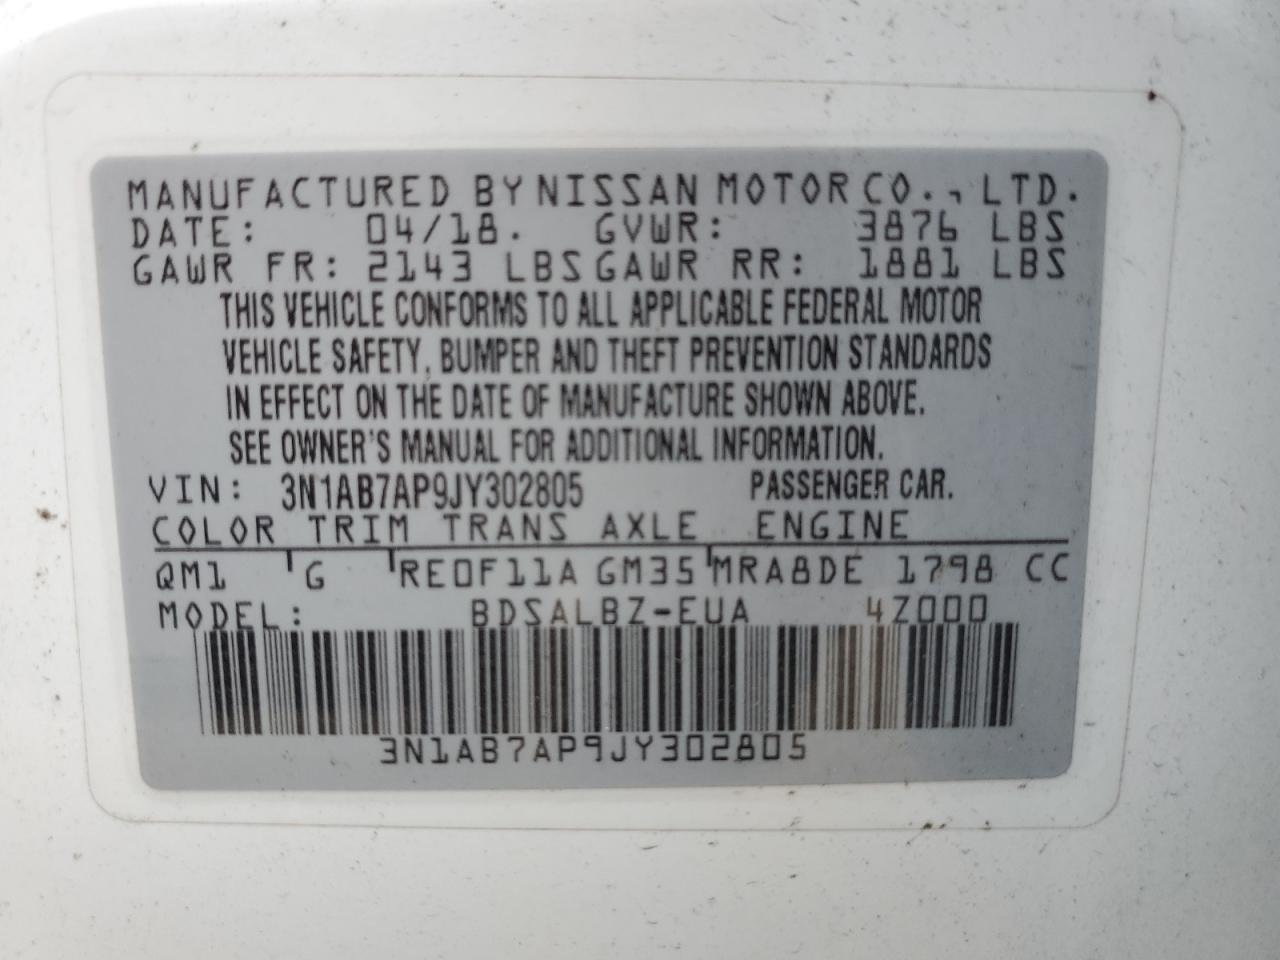 MANUFACTURED BY NISSAN MOTOR CO., LTD.
DATE: 04/18. GVWR: 3876 LBS
GAWR FR: 2143 LBS GAWR RR: 1881 LBS
THIS VEHICLE CONFORMS TO ALL APPLICABLE FEDERAL MOTOR
VEHICLE SAFETY, BUMPER AND THEFT PREVENTION STANDARDS
IN EFFECT ON THE DATE OF MANUFACTURE SHOWN ABOVE.
SEE OWNER'S MANUAL FOR ADDITIONAL INFORMATION.
VIN: 3N1AB7AP9JY302805 PASSENGER CAR.
COLOR TRIM TRANS AXLE ENGINE
QM1 G RE0F11A GM35 MRA8DE 1798 CC
MODEL: BDSALBZ-EUA 4Z000
3N1AB7AP9JY302805